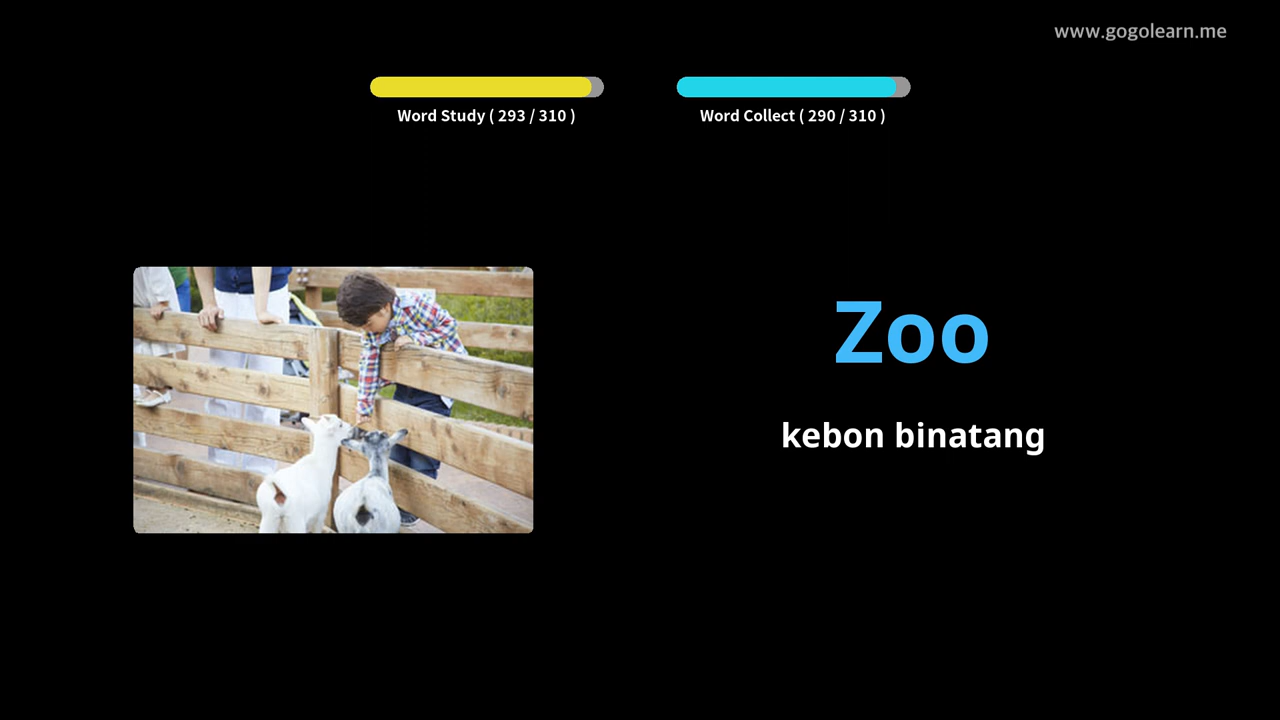 www.gogolearn.me
Word Study ( 293 / 310 )
Word Collect ( 290 / 310 )
Zoo
kebon binatang